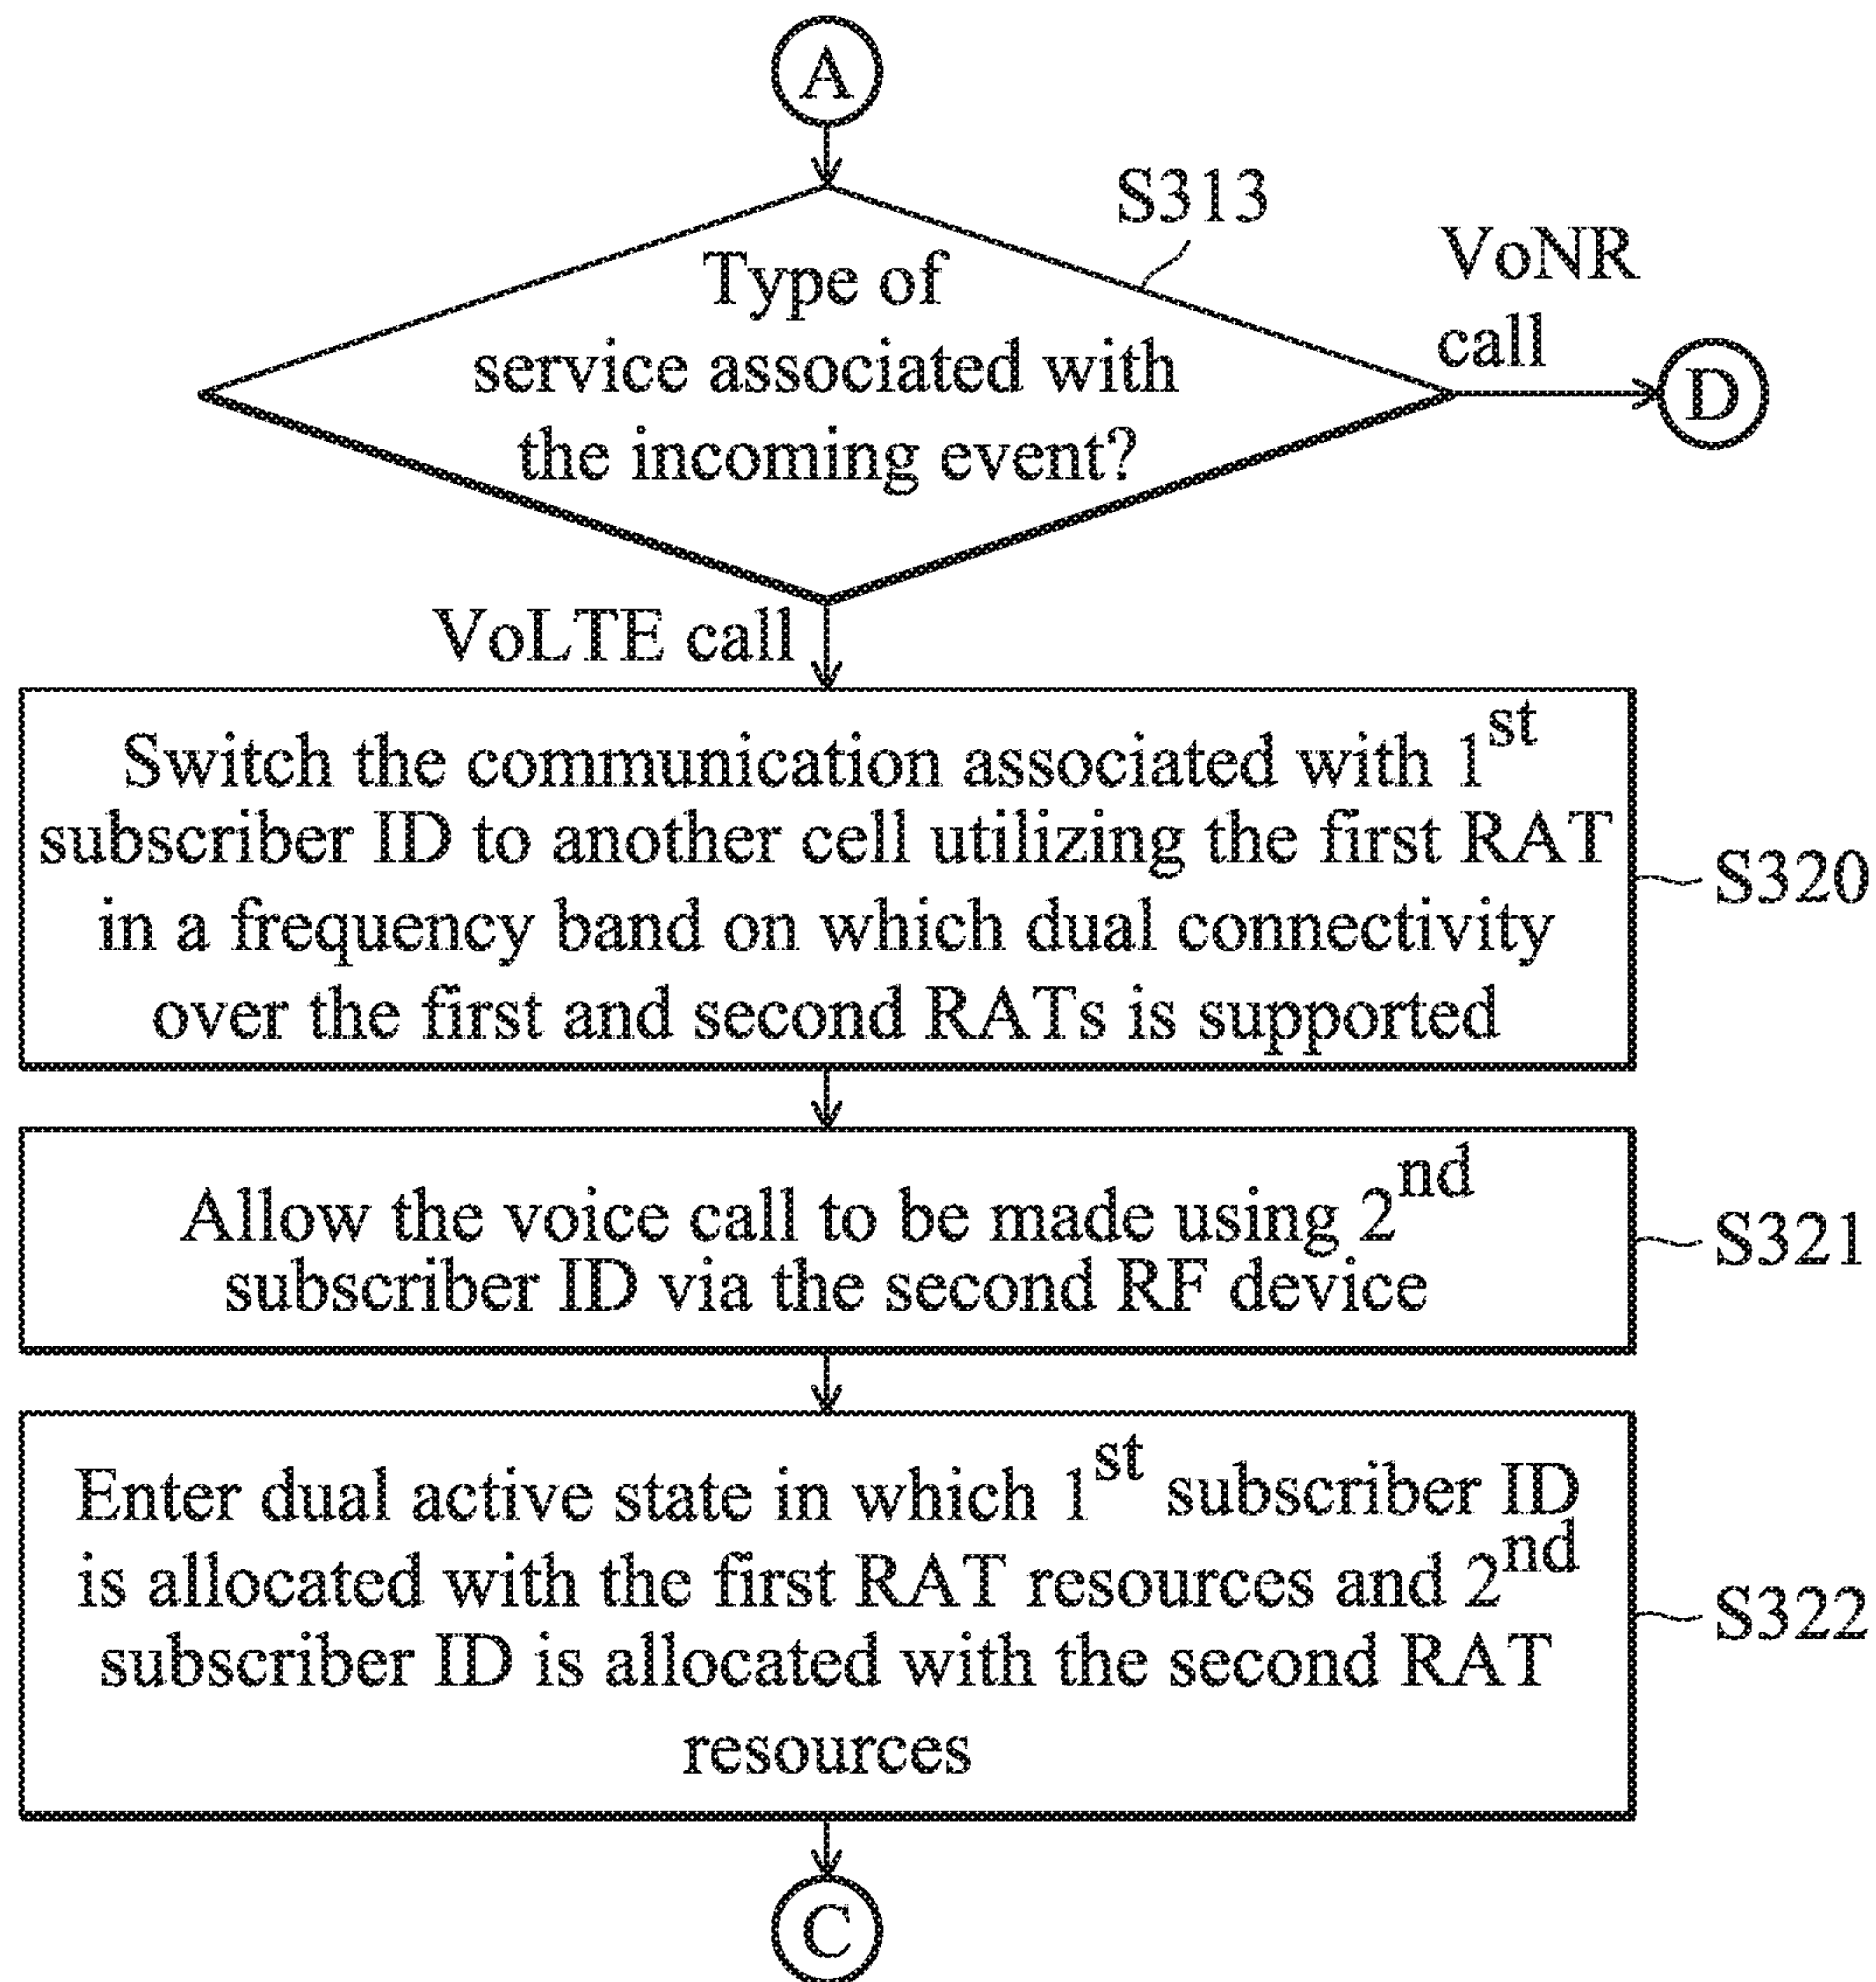 A
S313
Type of
service associated with
the incoming event?
VoNR
call
D
VoLTE call
Switch the communication associated with 1st
subscriber ID to another cell utilizing the first RAT
in a frequency band on which dual connectivity
over the first and second RATs is supported
S320
Allow the voice call to be made using 2nd
subscriber ID via the second RF device
S321
Enter dual active state in which 1st subscriber ID
is allocated with the first RAT resources and 2nd
subscriber ID is allocated with the second RAT
resources
S322
C